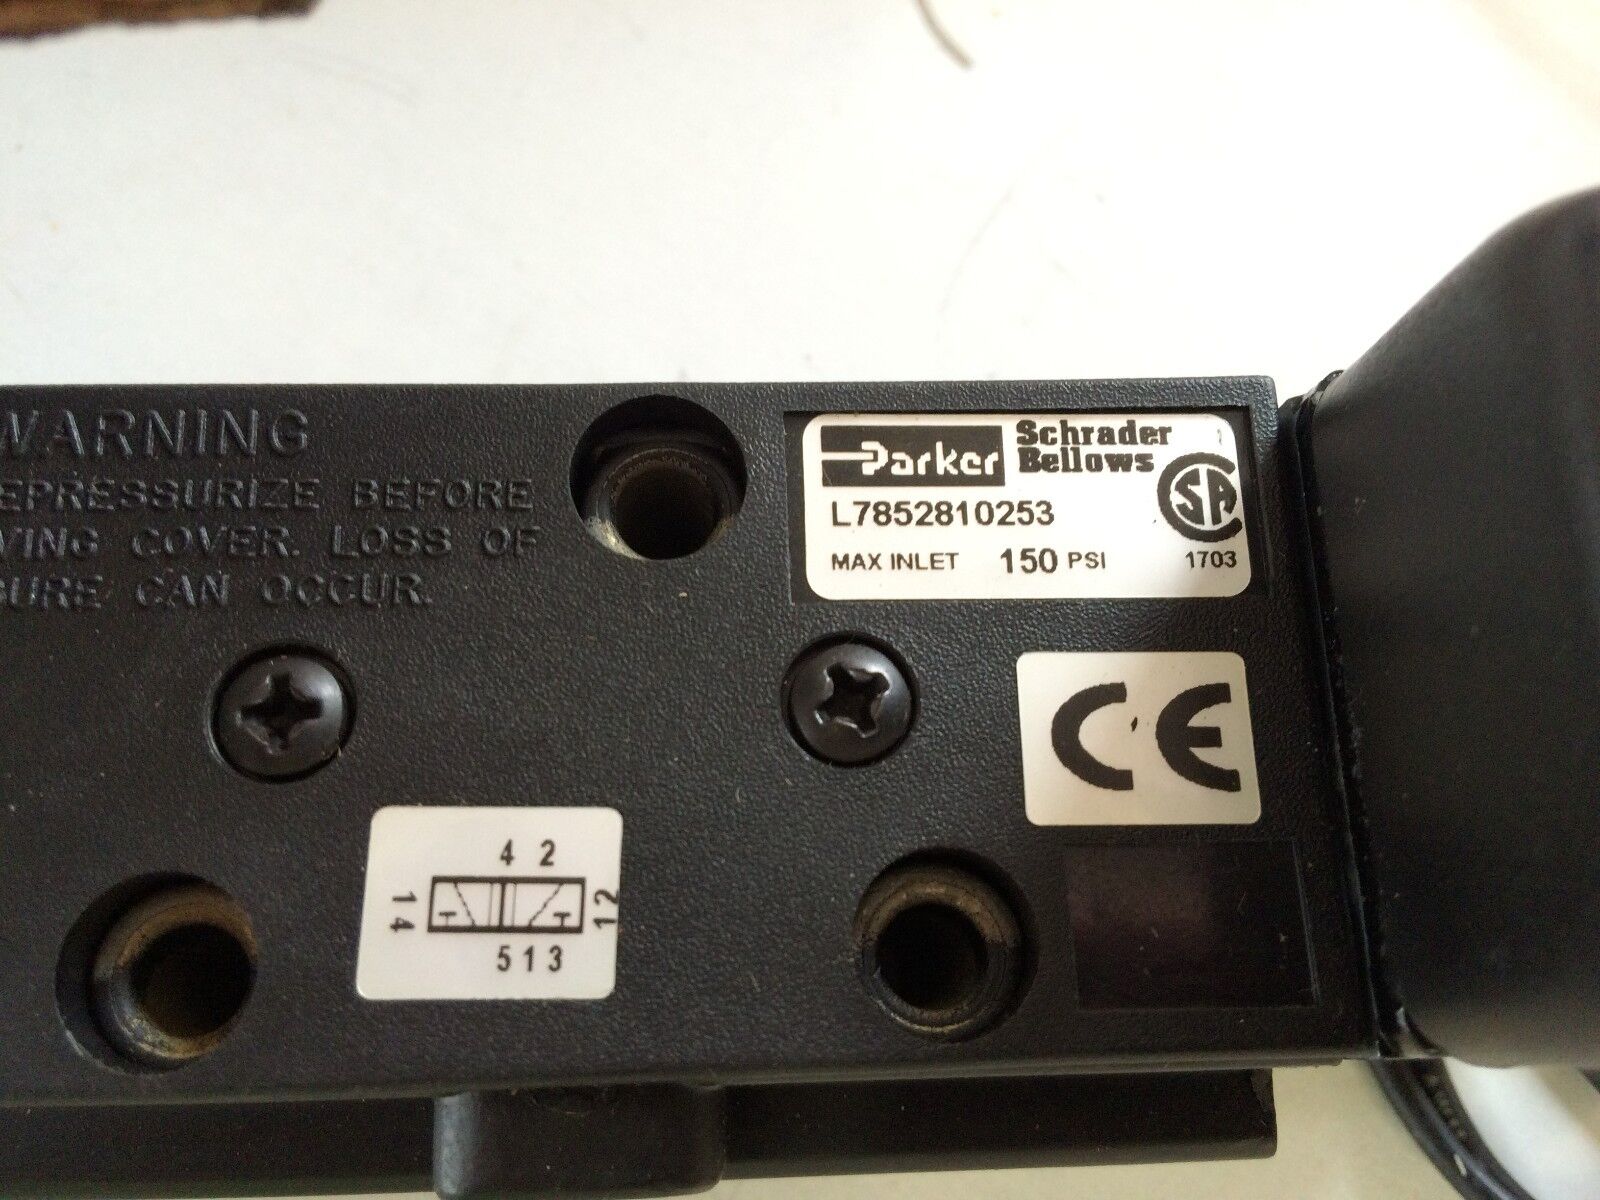 WARNING
EPRESSURIZE BEFORE
VING COVER. LOSS OF
SURE CAN OCCUR.
Parker Schrader
Bellows
L7852810253
SA
MAX INLET 150 PSI 1703
CE
4 2
14 12
5 1 3